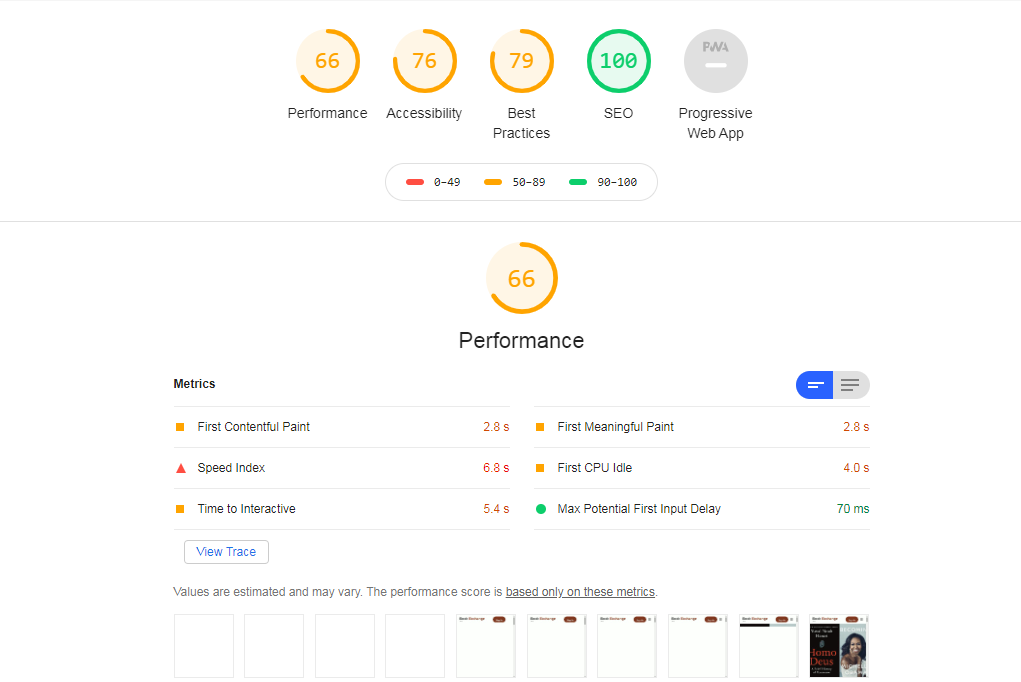 66
76
79
100
PWA
Performance
Accessibility
Best
Practices
SEO
Progressive
Web App
0–49
50–89
90–100
66
Performance
Metrics
First Contentful Paint
2.8 s
First Meaningful Paint
2.8 s
Speed Index
6.8 s
First CPU Idle
4.0 s
Time to Interactive
5.4 s
Max Potential First Input Delay
70 ms
View Trace
Values are estimated and may vary. The performance score is based only on these metrics.
Homo
Deus